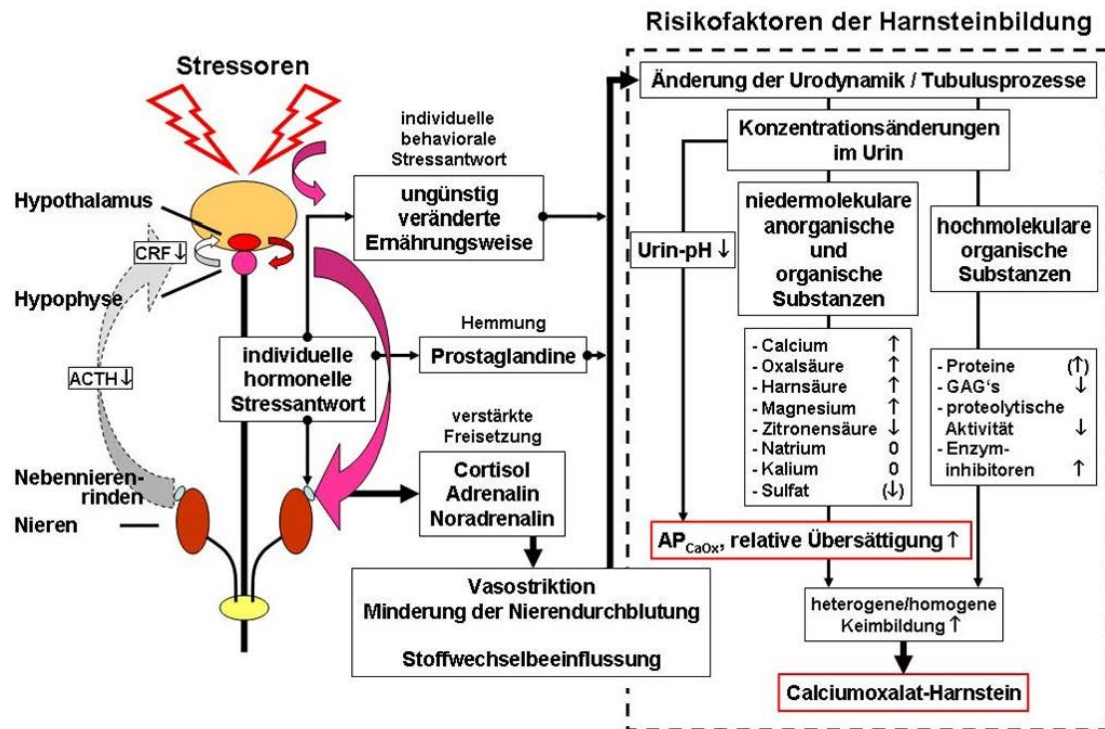 Risikofaktoren der Harnsteinbildung
Stressoren
Hypothalamus
CRF ↓
Hypophyse
ACTH ↓
Nebennieren-
rinden
Nieren
individuelle
behaviorale
Stressantwort
ungünstig
veränderte
Ernährungsweise
individuelle
hormonelle
Stressantwort
Hemmung
Prostaglandine
verstärkte
Freisetzung
Cortisol
Adrenalin
Noradrenalin
Vasostriktion
Minderung der Nierendurchblutung
Stoffwechselbeeinflussung
Änderung der Urodynamik / Tubulusprozesse
Konzentrationsänderungen
im Urin
Urin-pH ↓
niedermolekulare
anorganische
und
organische
Substanzen
- Calcium ↑
- Oxalsäure ↑
- Harnsäure ↑
- Magnesium ↑
- Zitronensäure ↓
- Natrium 0
- Kalium 0
- Sulfat (↓)
hochmolekulare
organische
Substanzen
- Proteine (↑)
- GAG‘s ↓
- proteolytische
Aktivität ↓
- Enzym-
inhibitoren ↑
AP CaOx, relative Übersättigung ↑
heterogene/homogene
Keimbildung ↑
Calciumoxalat-Harnstein